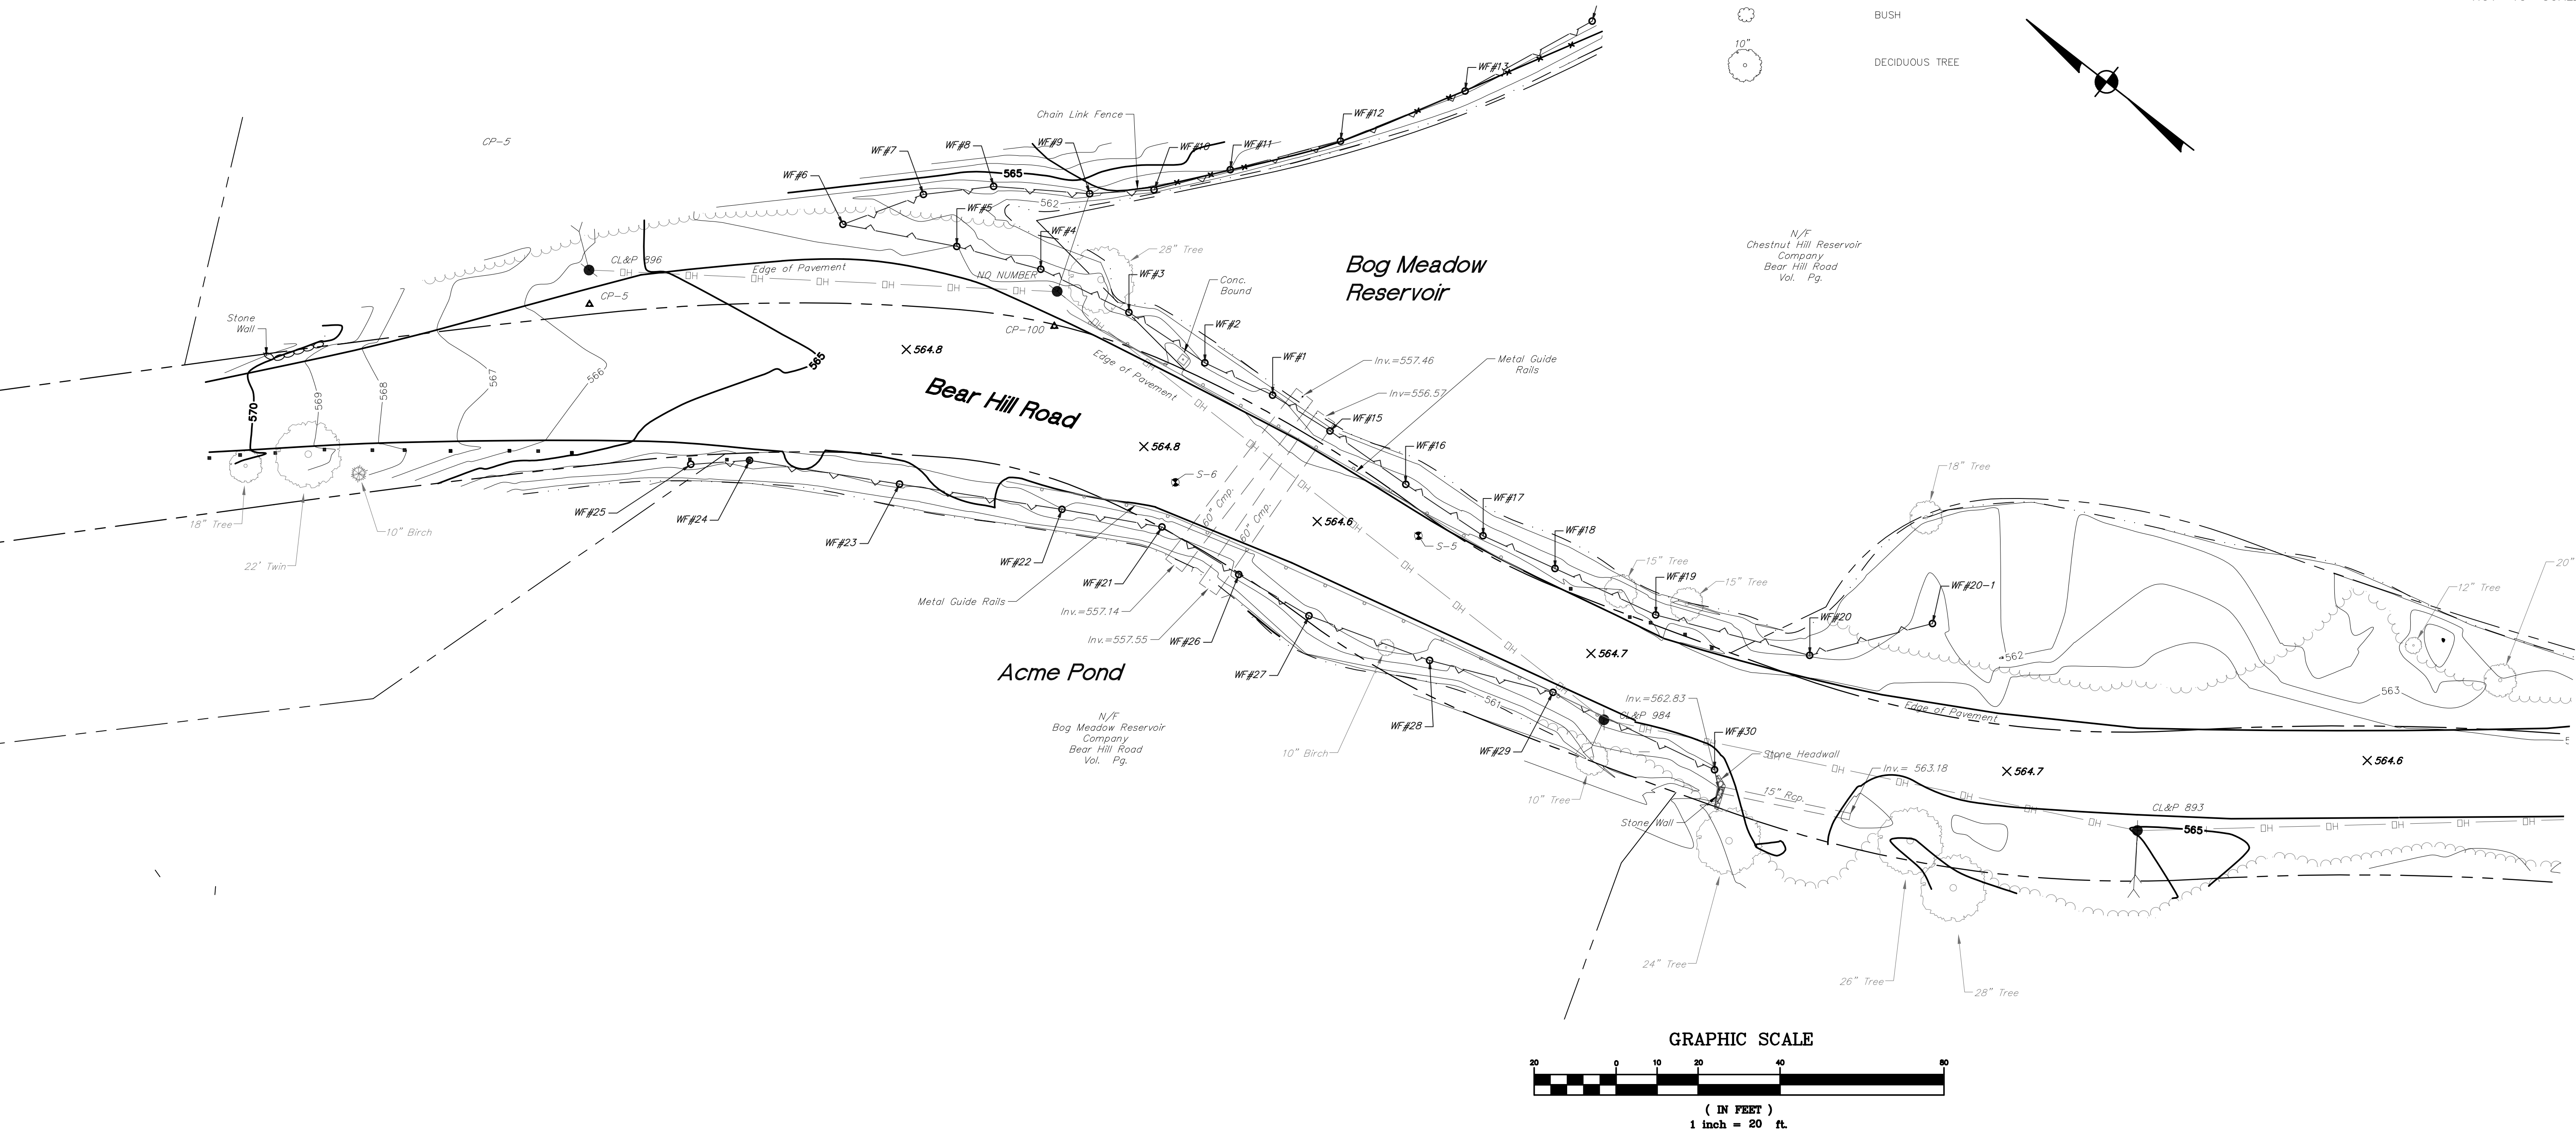 BUSH
10"
DECIDUOUS TREE
WF#13
WF#12
Chain Link Fence
CP-5
WF#7
WF#8
WF#9
WF#10
WF#11
WF#6
565
562
WF#5
WF#4
28" Tree
N/F
Chestnut Hill Reservoir
Company
Bear Hill Road
Vol. Pg.
CL&P 896
Edge of Pavement
NO NUMBER
WF#3
Conc.
Bound
Bog Meadow
Reservoir
CP-5
Stone
Wall
CP-100
WF#2
564.8
565
Edge of Pavement
WF#1
Inv.=557.46
Metal Guide
Rails
567
566
568
569
570
Bear Hill Road
Inv=556.57
WF#15
564.8
WF#16
S-6
18" Tree
WF#17
WF#25
WF#24
18" Tree
10" Birch
60" Cmp.
60" Cmp.
564.6
S-5
WF#18
WF#23
22' Twin
WF#22
WF#21
15" Tree
WF#19
15" Tree
WF#20-1
12" Tree
20"
Metal Guide Rails
Inv.=557.14
Inv.=557.55
WF#26
WF#20
564.7
562
Acme Pond
WF#27
563
N/F
Bog Meadow Reservoir
Company
Bear Hill Road
Vol. Pg.
561
Inv.=562.83
CL&P 984
Edge of Pavement
WF#28
10" Birch
WF#29
WF#30
Stone Headwall
564.7
564.6
Inv.= 563.18
10" Tree
15" Rcp.
CL&P 893
Stone Wall
565
24" Tree
26" Tree
28" Tree
GRAPHIC SCALE
20 0 10 20 40 80
( IN FEET )
1 inch = 20 ft.